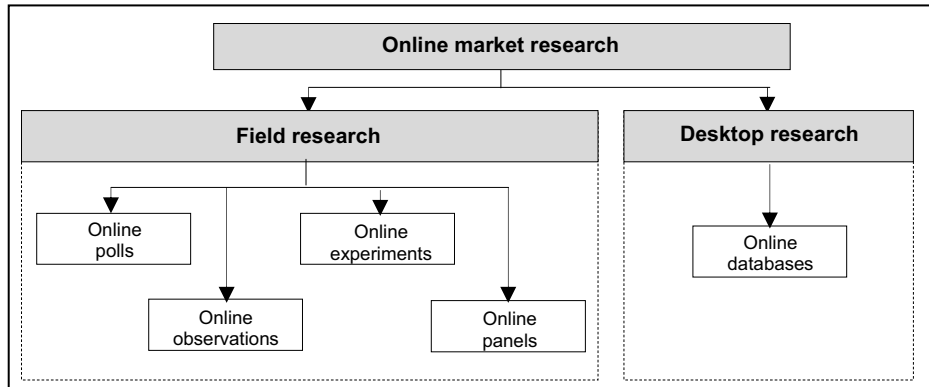 Online market research
Field research
Desktop research
Online
polls
Online
experiments
Online
databases
Online
observations
Online
panels